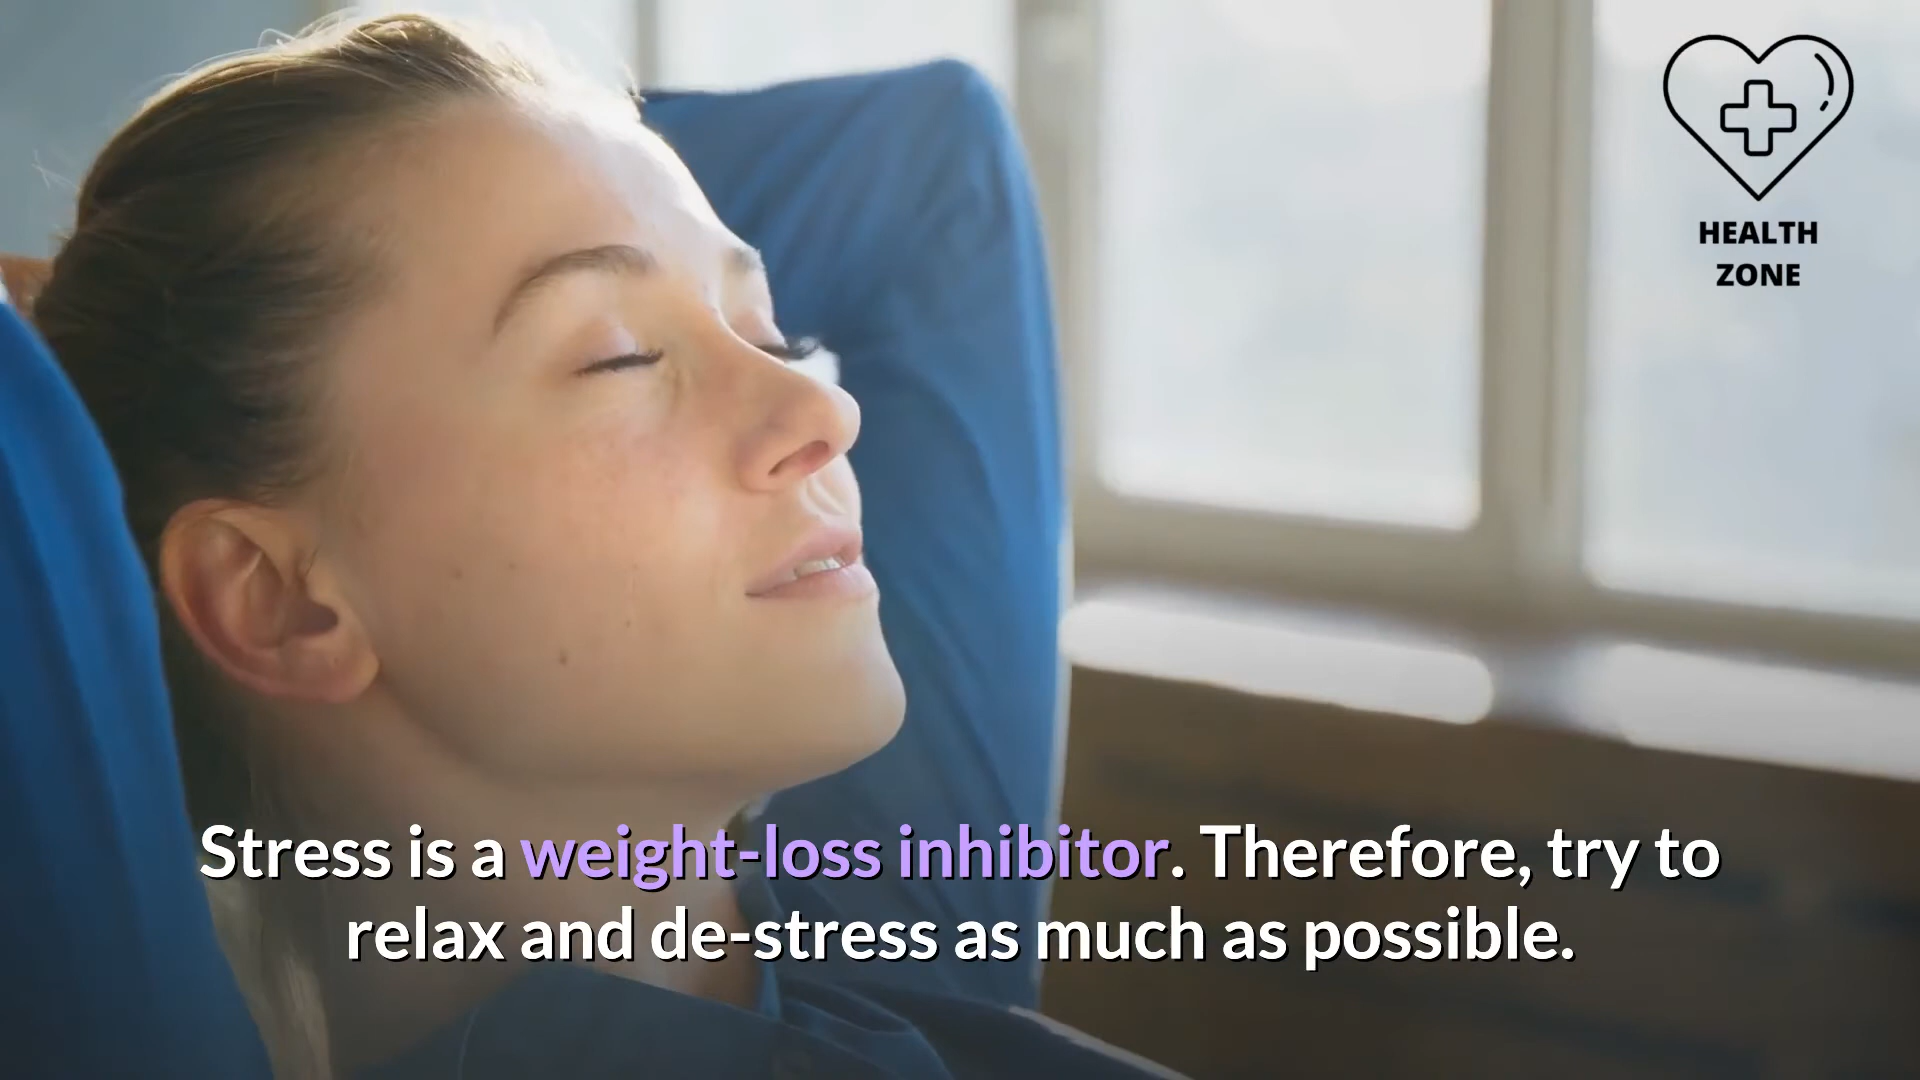 HEALTH
ZONE
Stress is a weight-loss inhibitor. Therefore, try to
relax and de-stress as much as possible.